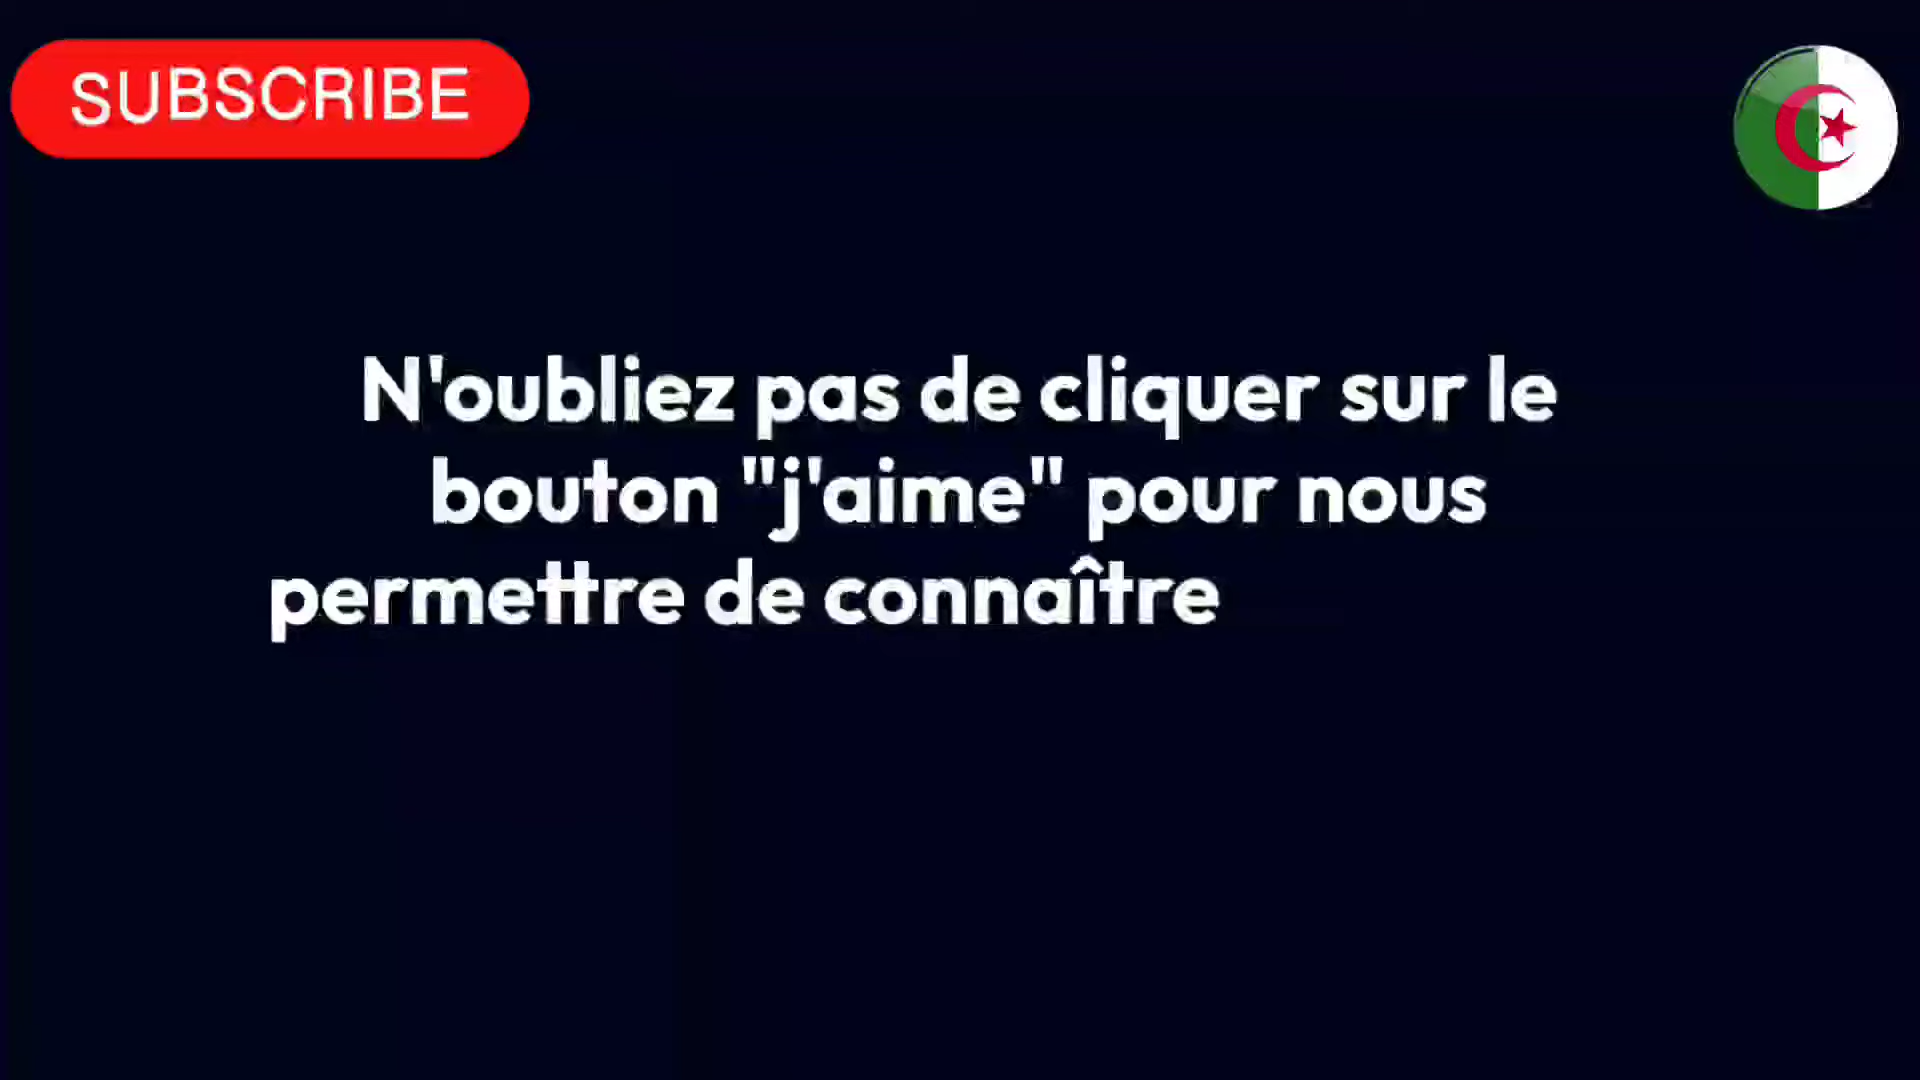 SUBSCRIBE
N'oubliez pas de cliquer sur le
bouton "j'aime" pour nous
permettre de connaître